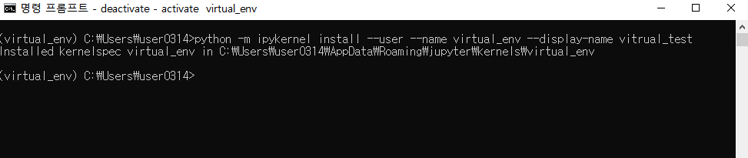 명령 프롬프트 - deactivate - activate virtual_env
(virtual_env) C:\Users\user0314>python -m ipykernel install --user --name virtual_env --display-name vitrual_test
Installed kernelspec virtual_env in C:\Users\user0314\AppData\Roaming\jupyter\kernels\virtual_env
(virtual_env) C:\Users\user0314>